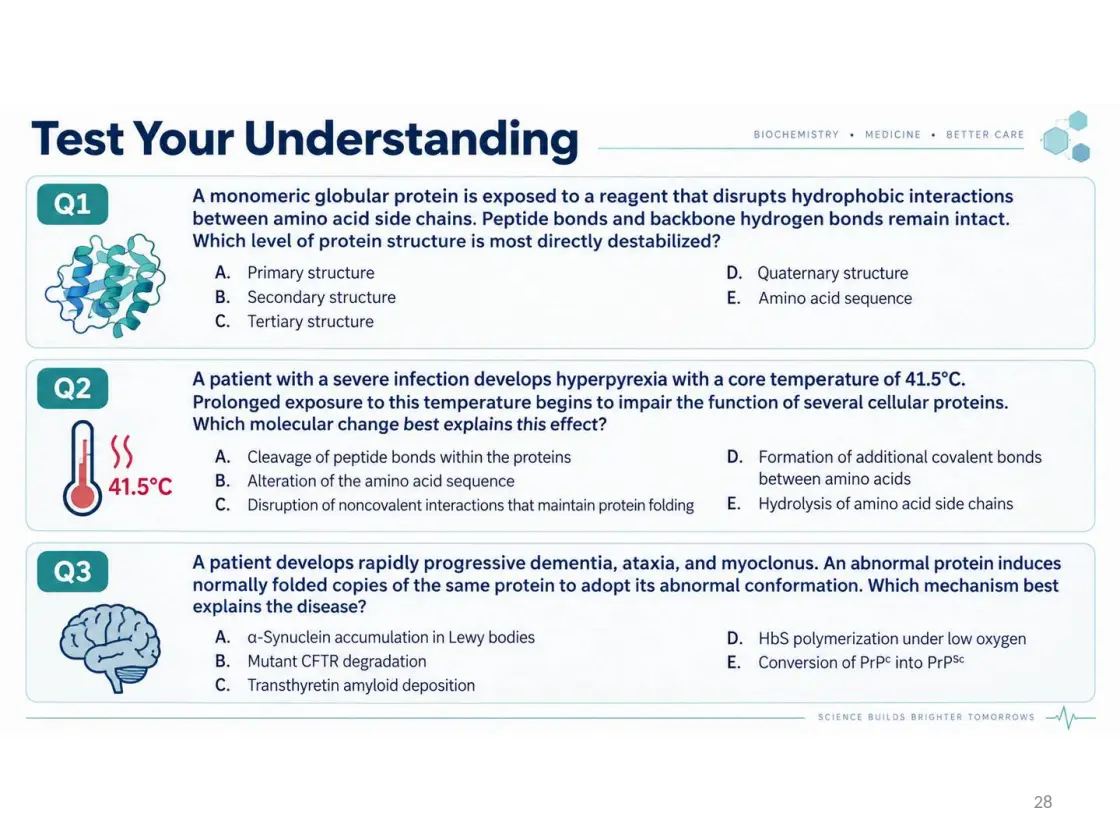 Test Your Understanding
BIOCHEMISTRY • MEDICINE • BETTER CARE
Q1
A monomeric globular protein is exposed to a reagent that disrupts hydrophobic interactions
between amino acid side chains. Peptide bonds and backbone hydrogen bonds remain intact.
Which level of protein structure is most directly destabilized?
A. Primary structure
B. Secondary structure
C. Tertiary structure
D. Quaternary structure
E. Amino acid sequence
Q2
41.5°C
A patient with a severe infection develops hyperpyrexia with a core temperature of 41.5°C.
Prolonged exposure to this temperature begins to impair the function of several cellular proteins.
Which molecular change best explains this effect?
A. Cleavage of peptide bonds within the proteins
B. Alteration of the amino acid sequence
C. Disruption of noncovalent interactions that maintain protein folding
D. Formation of additional covalent bonds
between amino acids
E. Hydrolysis of amino acid side chains
Q3
A patient develops rapidly progressive dementia, ataxia, and myoclonus. An abnormal protein induces
normally folded copies of the same protein to adopt its abnormal conformation. Which mechanism best
explains the disease?
A. α-Synuclein accumulation in Lewy bodies
B. Mutant CFTR degradation
C. Transthyretin amyloid deposition
D. HbS polymerization under low oxygen
E. Conversion of PrPᶜ into PrPˢᶜ
SCIENCE BUILDS BRIGHTER TOMORROWS
28